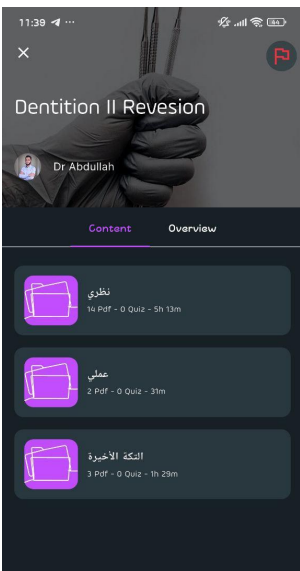 11:39
Dentition II Revesion
Dr Abdullah
Content Overview
نظري
14 Pdf - 0 Quiz - 5h 13m
عملي
2 Pdf - 0 Quiz - 31m
التكة الأخيرة
3 Pdf - 0 Quiz - 1h 29m